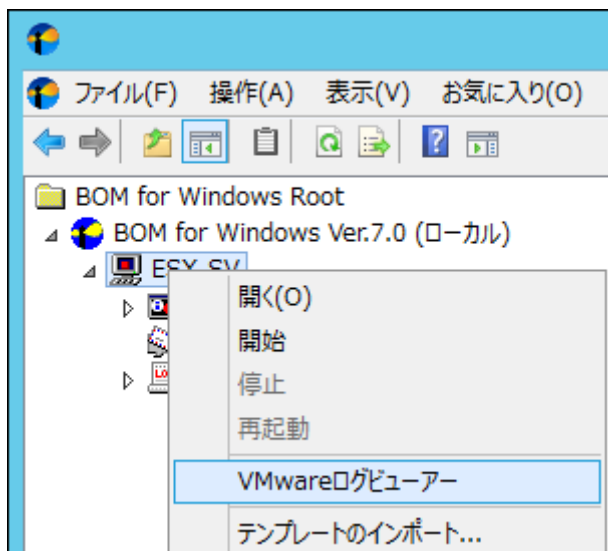 ファイル(F) 操作(A) 表示(V) お気に入り(O)
BOM for Windows Root
BOM for Windows Ver.7.0 (ローカル)
ESX-SV
開く(O)
開始
停止
再起動
VMwareログビューアー
テンプレートのインポート...